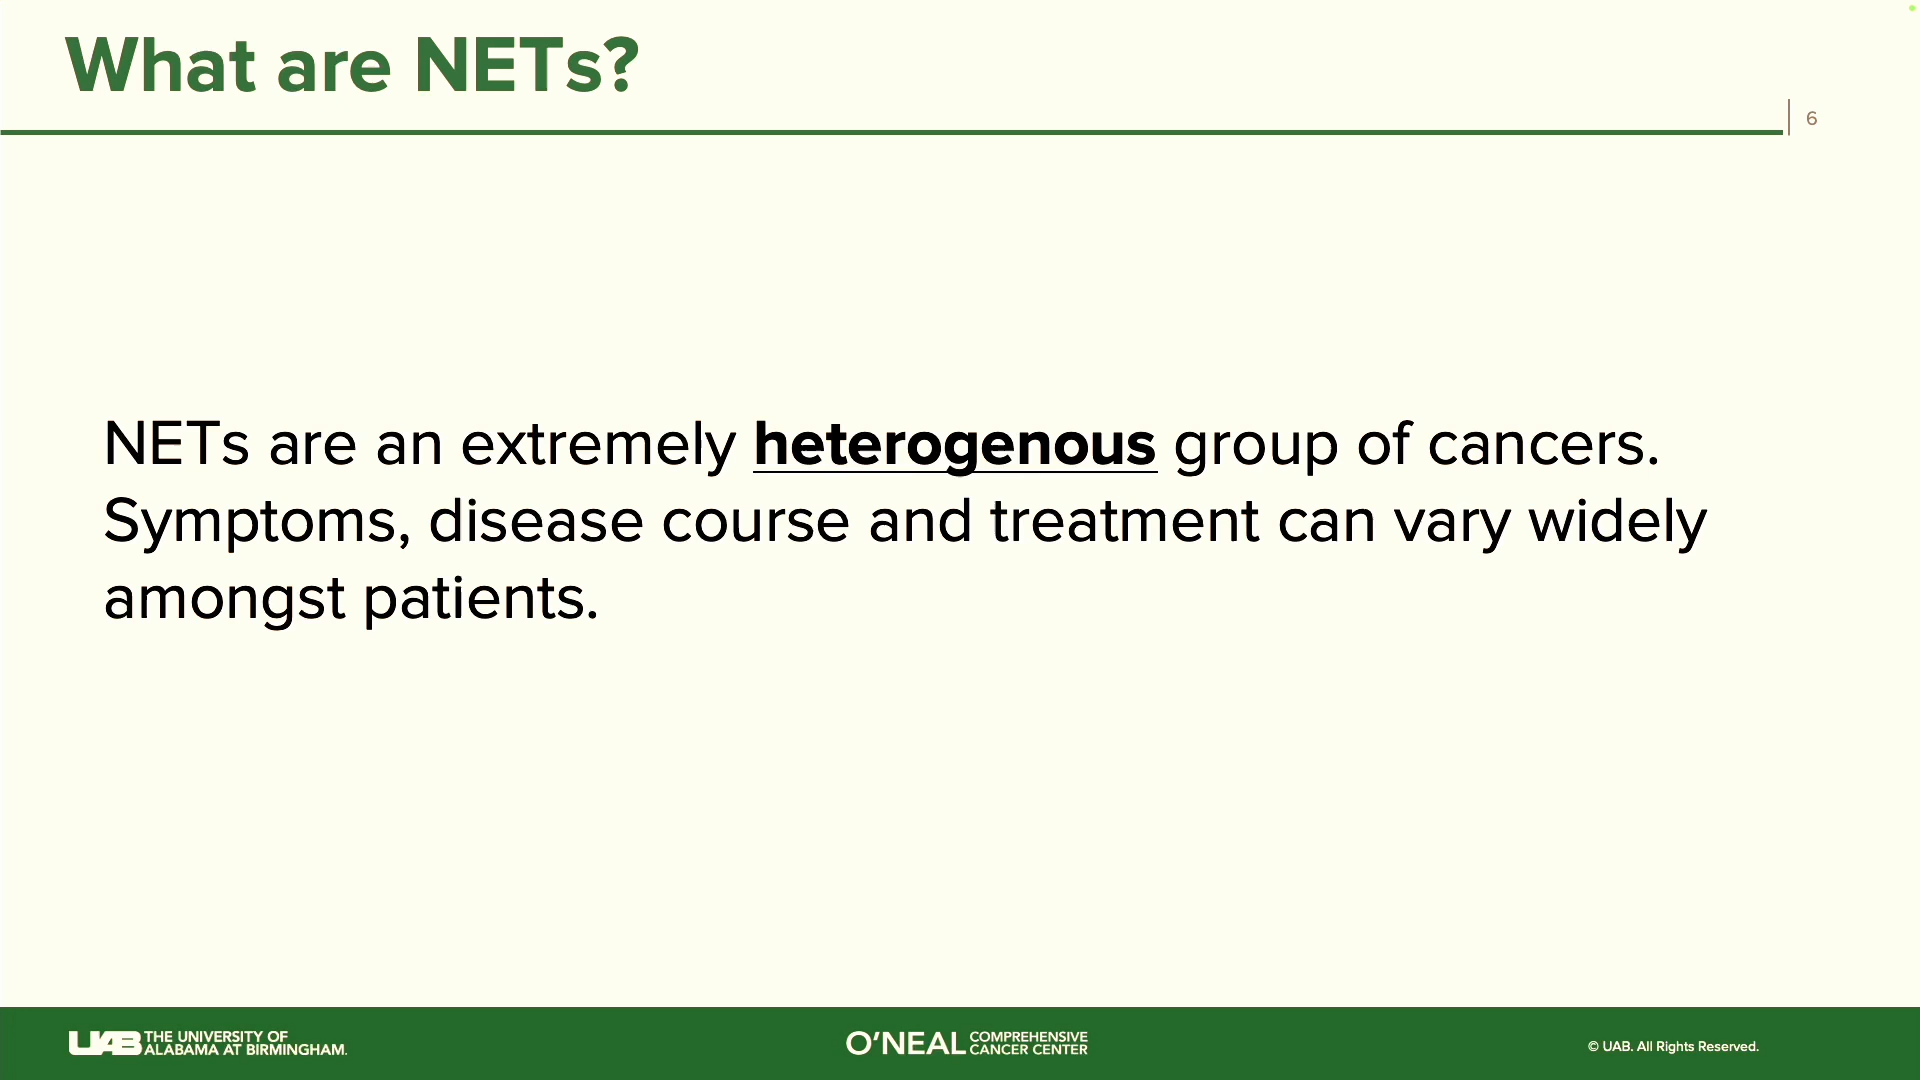 What are NETs?
6
NETs are an extremely heterogenous group of cancers.
Symptoms, disease course and treatment can vary widely
amongst patients.
UAB THE UNIVERSITY OF
ALABAMA AT BIRMINGHAM.
O'NEAL COMPREHENSIVE
CANCER CENTER
© UAB. All Rights Reserved.